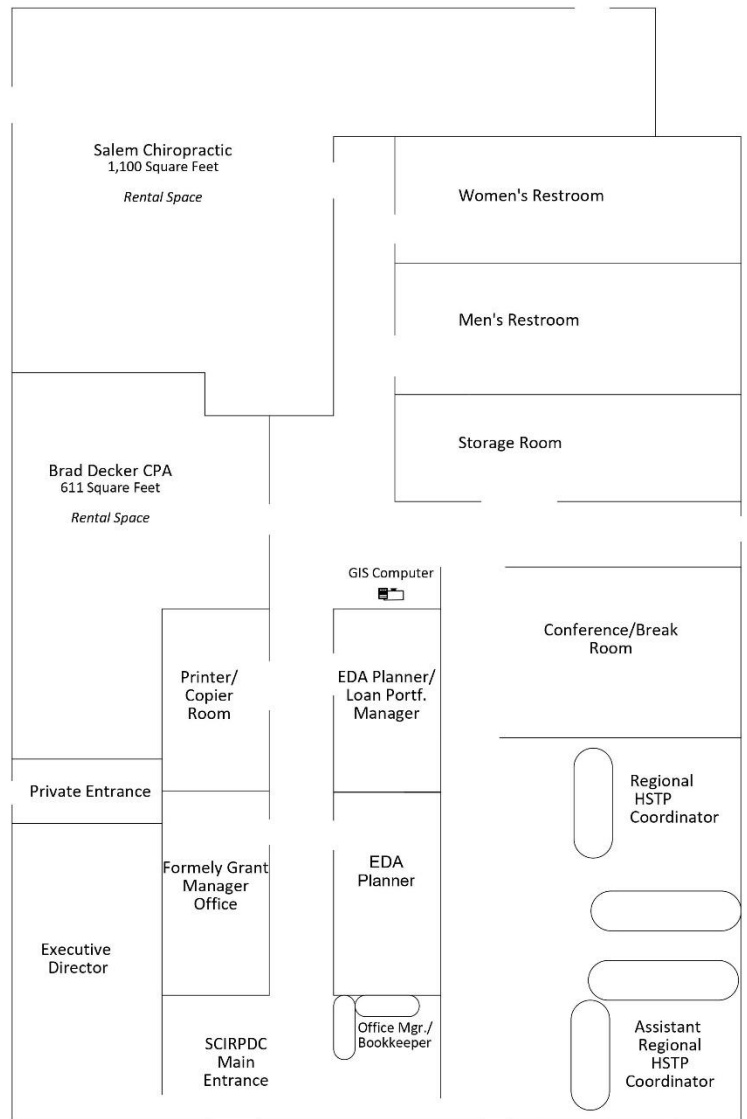 Salem Chiropractic
1,100 Square Feet
Rental Space
Women's Restroom
Men's Restroom
Storage Room
Brad Decker CPA
611 Square Feet
Rental Space
GIS Computer
Conference/Break
Room
Printer/
Copier
Room
EDA Planner/
Loan Portf.
Manager
Private Entrance
Regional
HSTP
Coordinator
Formely Grant
Manager
Office
EDA
Planner
Executive
Director
SCIRPDC
Main
Entrance
Office Mgr./
Bookkeeper
Assistant
Regional
HSTP
Coordinator